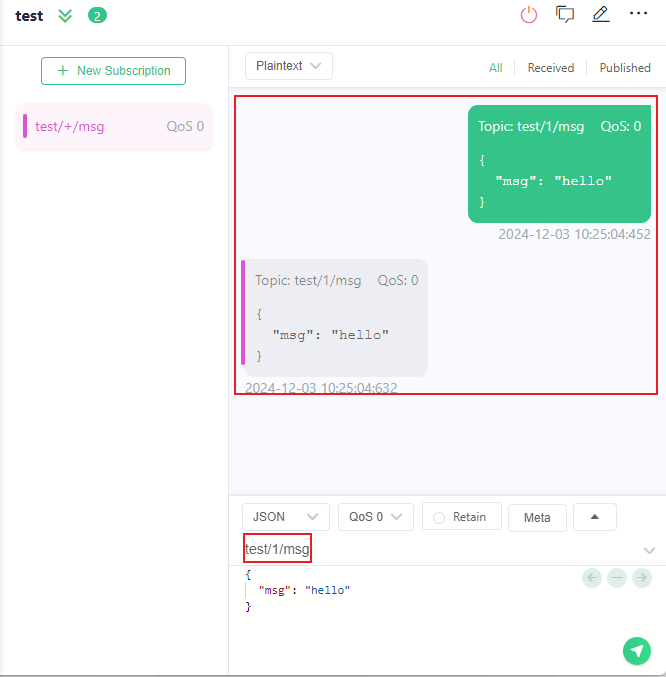 test 2
+ New Subscription
test/+/msg QoS 0
Plaintext All Received Published
Topic: test/1/msg QoS: 0
{
"msg": "hello"
}
2024-12-03 10:25:04:452
Topic: test/1/msg QoS: 0
{
"msg": "hello"
}
2024-12-03 10:25:04:632
JSON QoS 0 Retain Meta
test/1/msg
{
"msg": "hello"
}